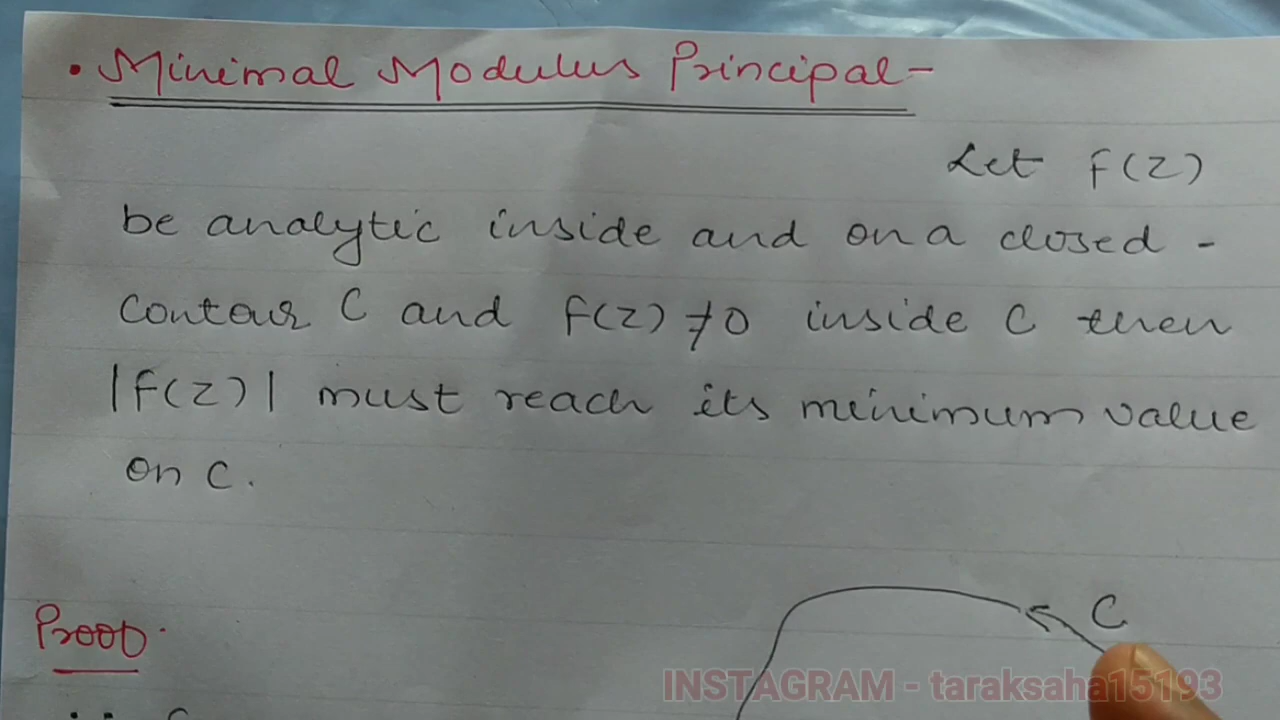 • Minimal Modulus Principal -
Let f(z)
be analytic inside and on a closed -
Contour C and f(z) ≠ 0 inside C then
|f(z)| must reach its minimum value
on C.
C
Proof.
INSTAGRAM - taraksaha15193